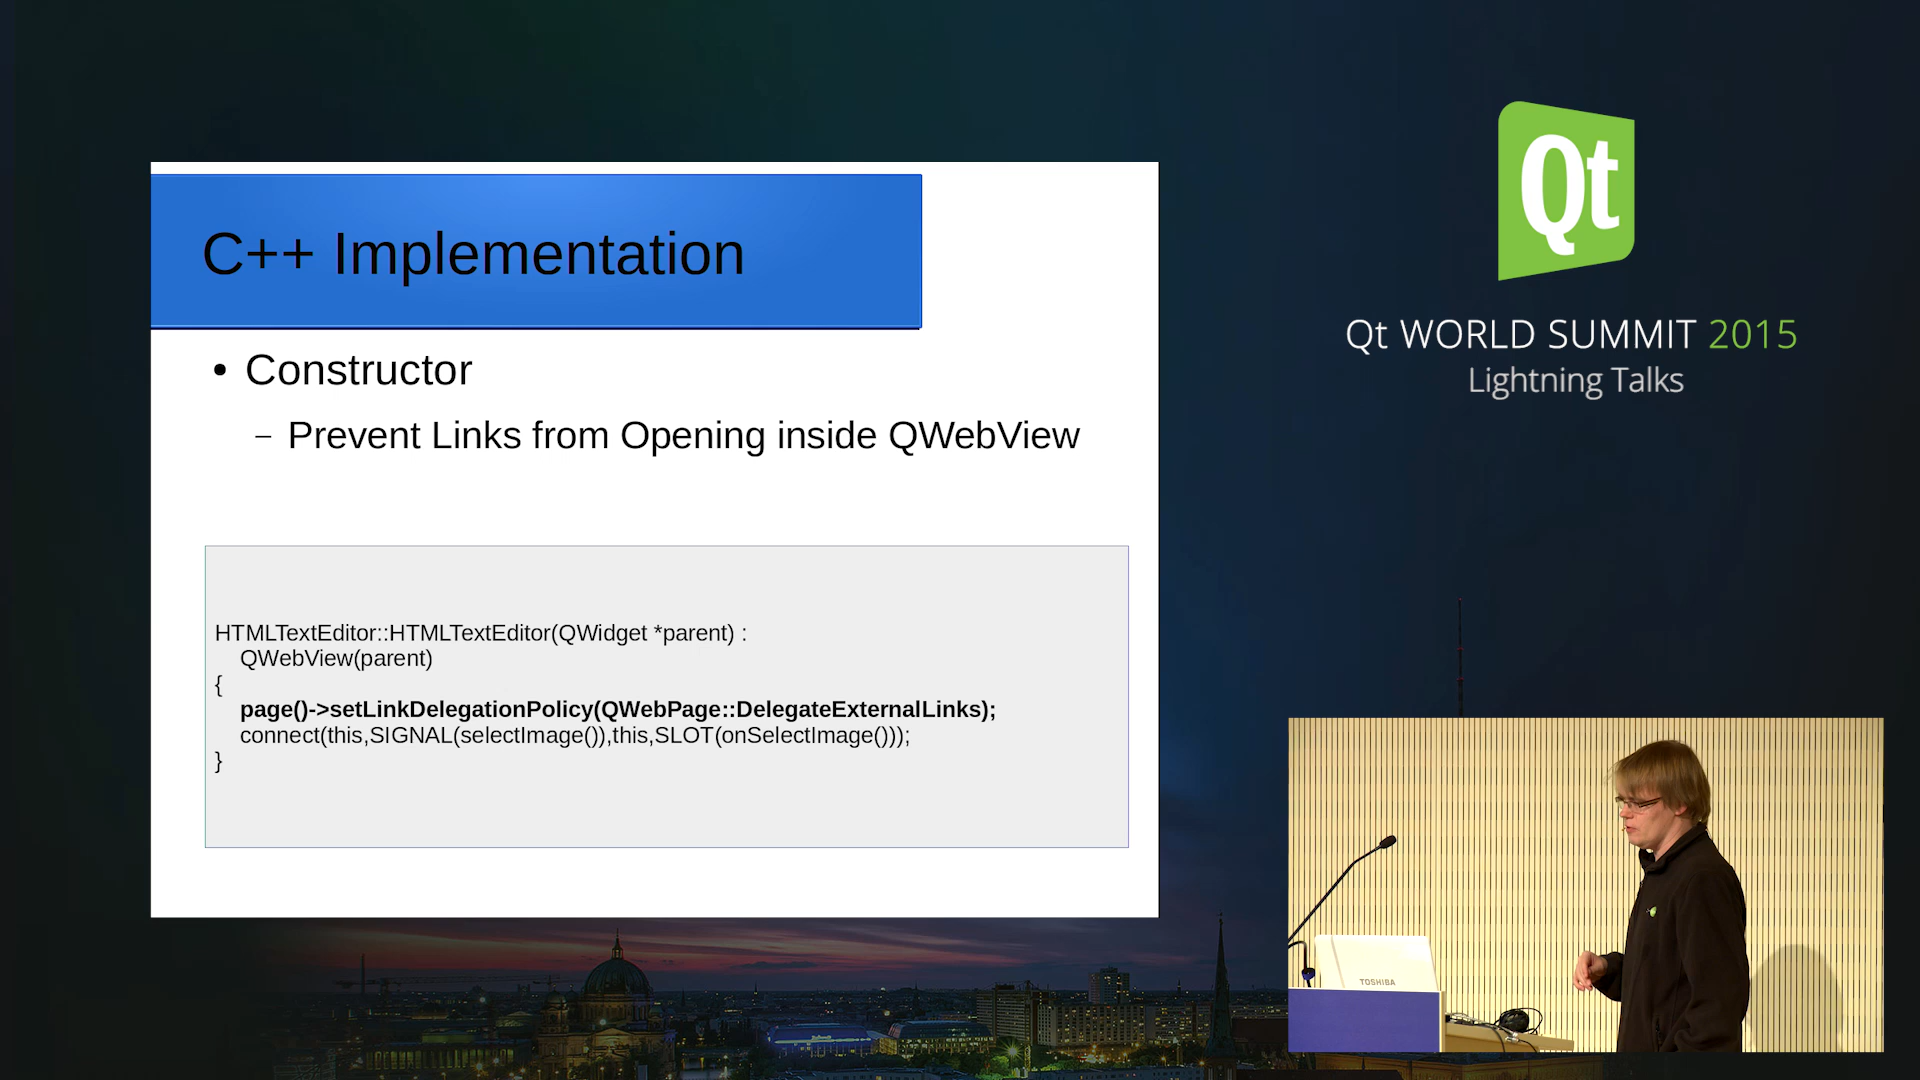 C++ Implementation
• Constructor
– Prevent Links from Opening inside QWebView
HTMLTextEditor::HTMLTextEditor(QWidget *parent) :
QWebView(parent)
{
page()->setLinkDelegationPolicy(QWebPage::DelegateExternalLinks);
connect(this,SIGNAL(selectImage()),this,SLOT(onSelectImage()));
}
Qt
Qt WORLD SUMMIT 2015
Lightning Talks
TOSHIBA